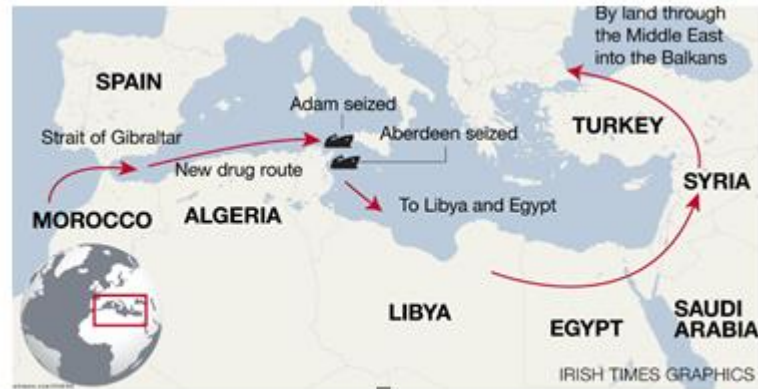 By land through
the Middle East
into the Balkans
SPAIN
Adam seized
Strait of Gibraltar
Aberdeen seized
TURKEY
New drug route
SYRIA
MOROCCO
ALGERIA
To Libya and Egypt
LIBYA
EGYPT
SAUDI
ARABIA
IRISH TIMES GRAPHICS